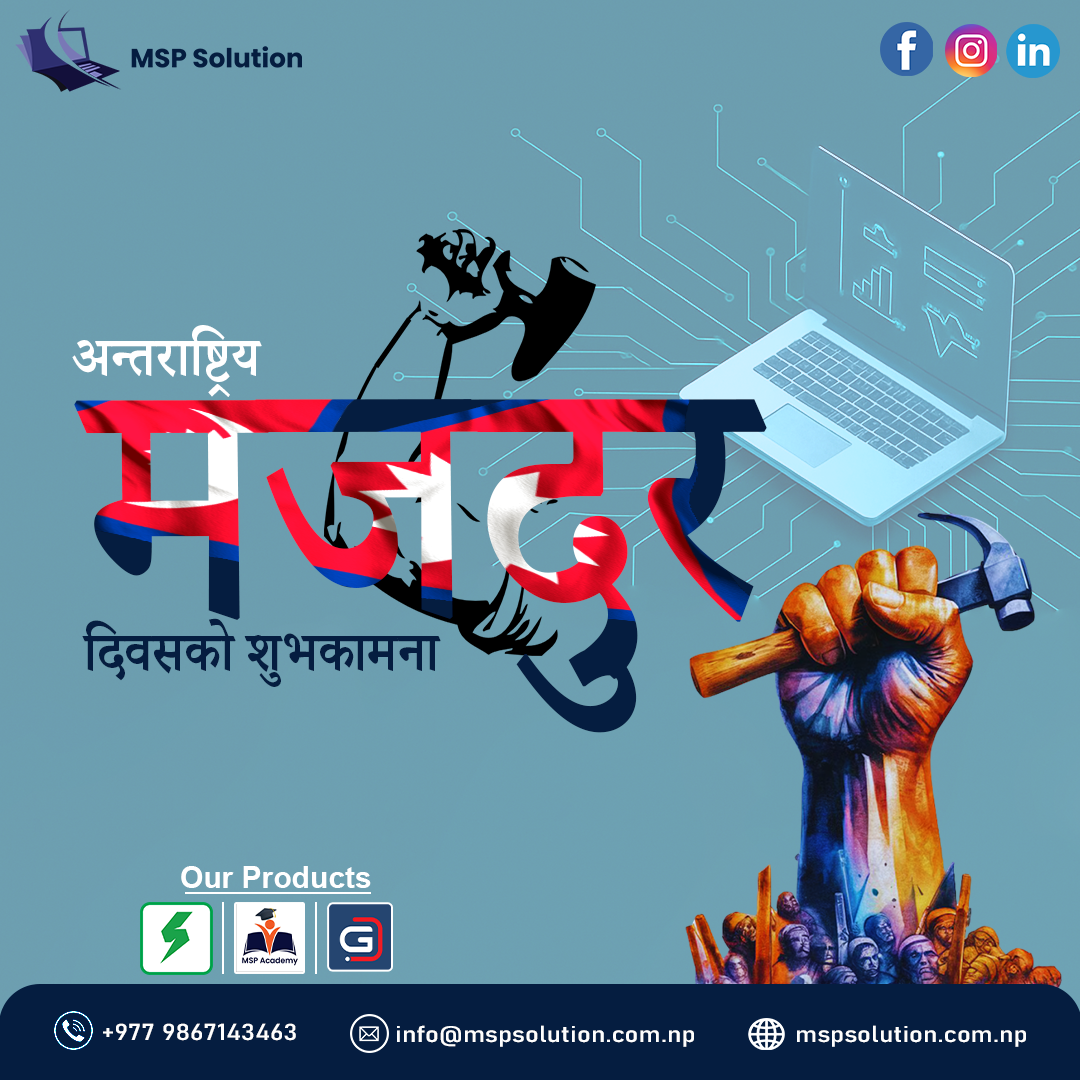 MSP Solution
अन्तराष्ट्रिय
मजदुर
दिवसको शुभकामना
Our Products
MSP Academy
+977 9867143463
info@mspsolution.com.np
mspsolution.com.np